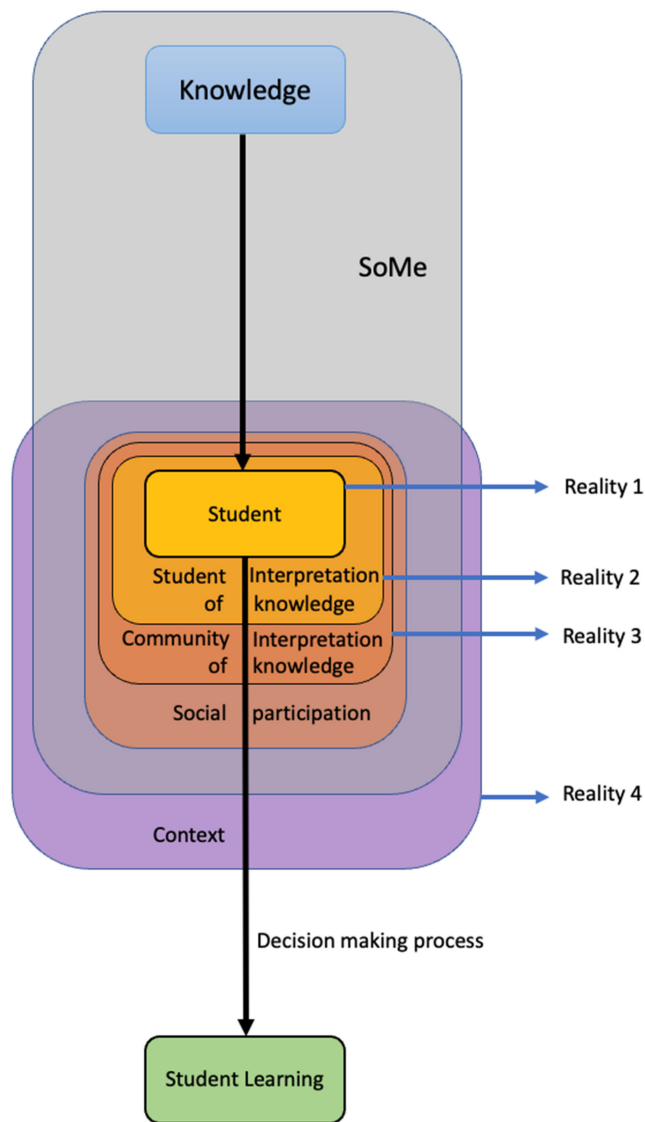 Knowledge
SoMe
Student
Reality 1
Student Interpretation
of knowledge
Reality 2
Community Interpretation
of knowledge
Reality 3
Social participation
Reality 4
Context
Decision making process
Student Learning